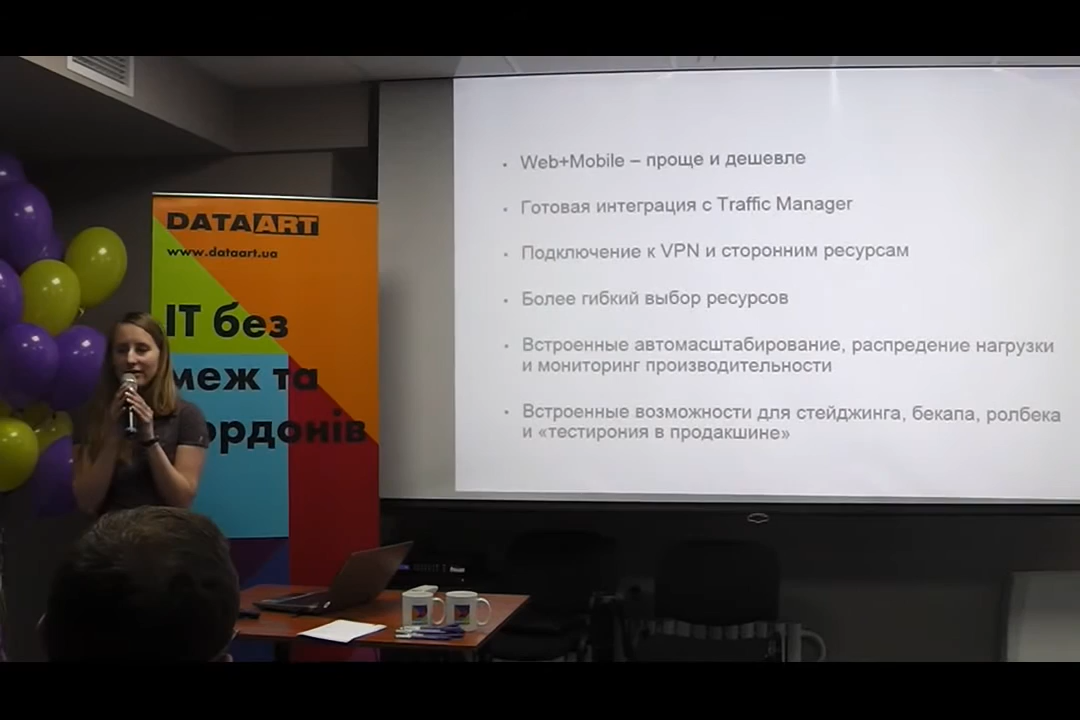 DATAART
www.dataart.ua
IT без
меж та
ордонів
Web+Mobile – проще и дешевле
Готовая интеграция с Traffic Manager
Подключение к VPN и сторонним ресурсам
Более гибкий выбор ресурсов
Встроенные автомасштабирование, распредение нагрузки
и мониторинг производительности
Встроенные возможности для стейджинга, бекапа, ролбека
и «тестирония в продакшине»